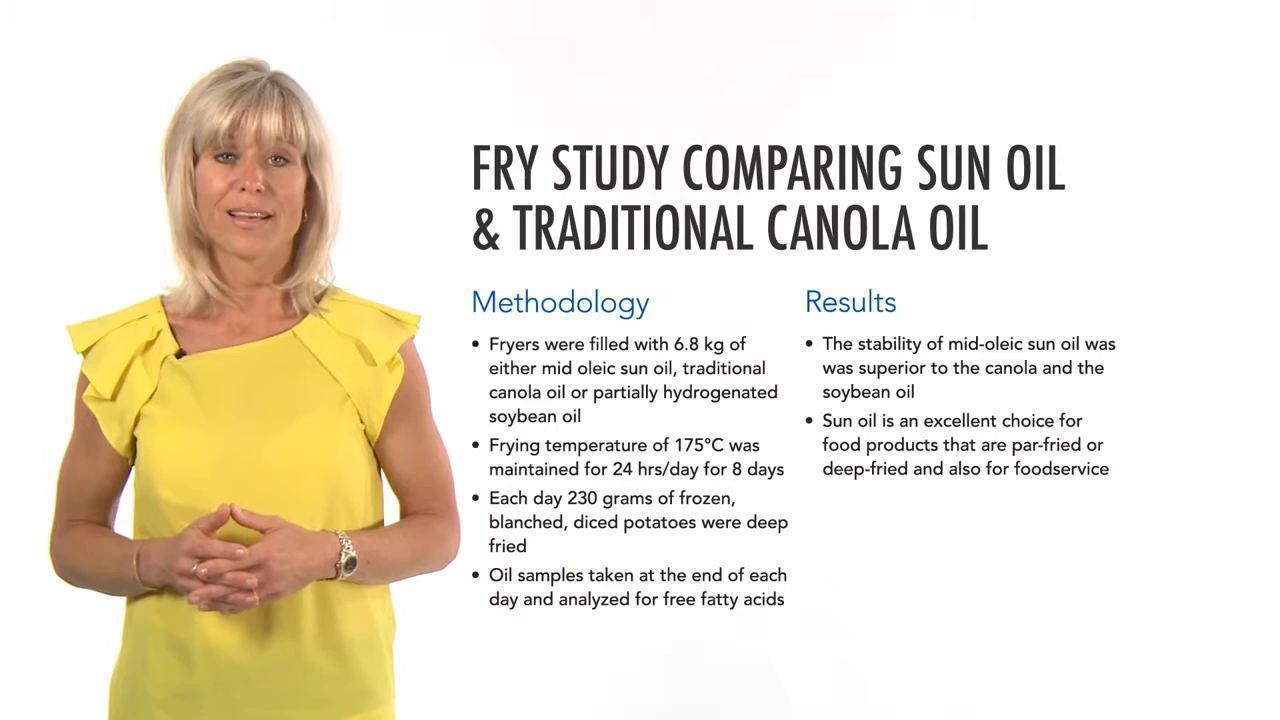 FRY STUDY COMPARING SUN OIL
& TRADITIONAL CANOLA OIL
Methodology
• Fryers were filled with 6.8 kg of
either mid oleic sun oil, traditional
canola oil or partially hydrogenated
soybean oil
• Frying temperature of 175°C was
maintained for 24 hrs/day for 8 days
• Each day 230 grams of frozen,
blanched, diced potatoes were deep
fried
• Oil samples taken at the end of each
day and analyzed for free fatty acids
Results
• The stability of mid-oleic sun oil was
was superior to the canola and the
soybean oil
• Sun oil is an excellent choice for
food products that are par-fried or
deep-fried and also for foodservice